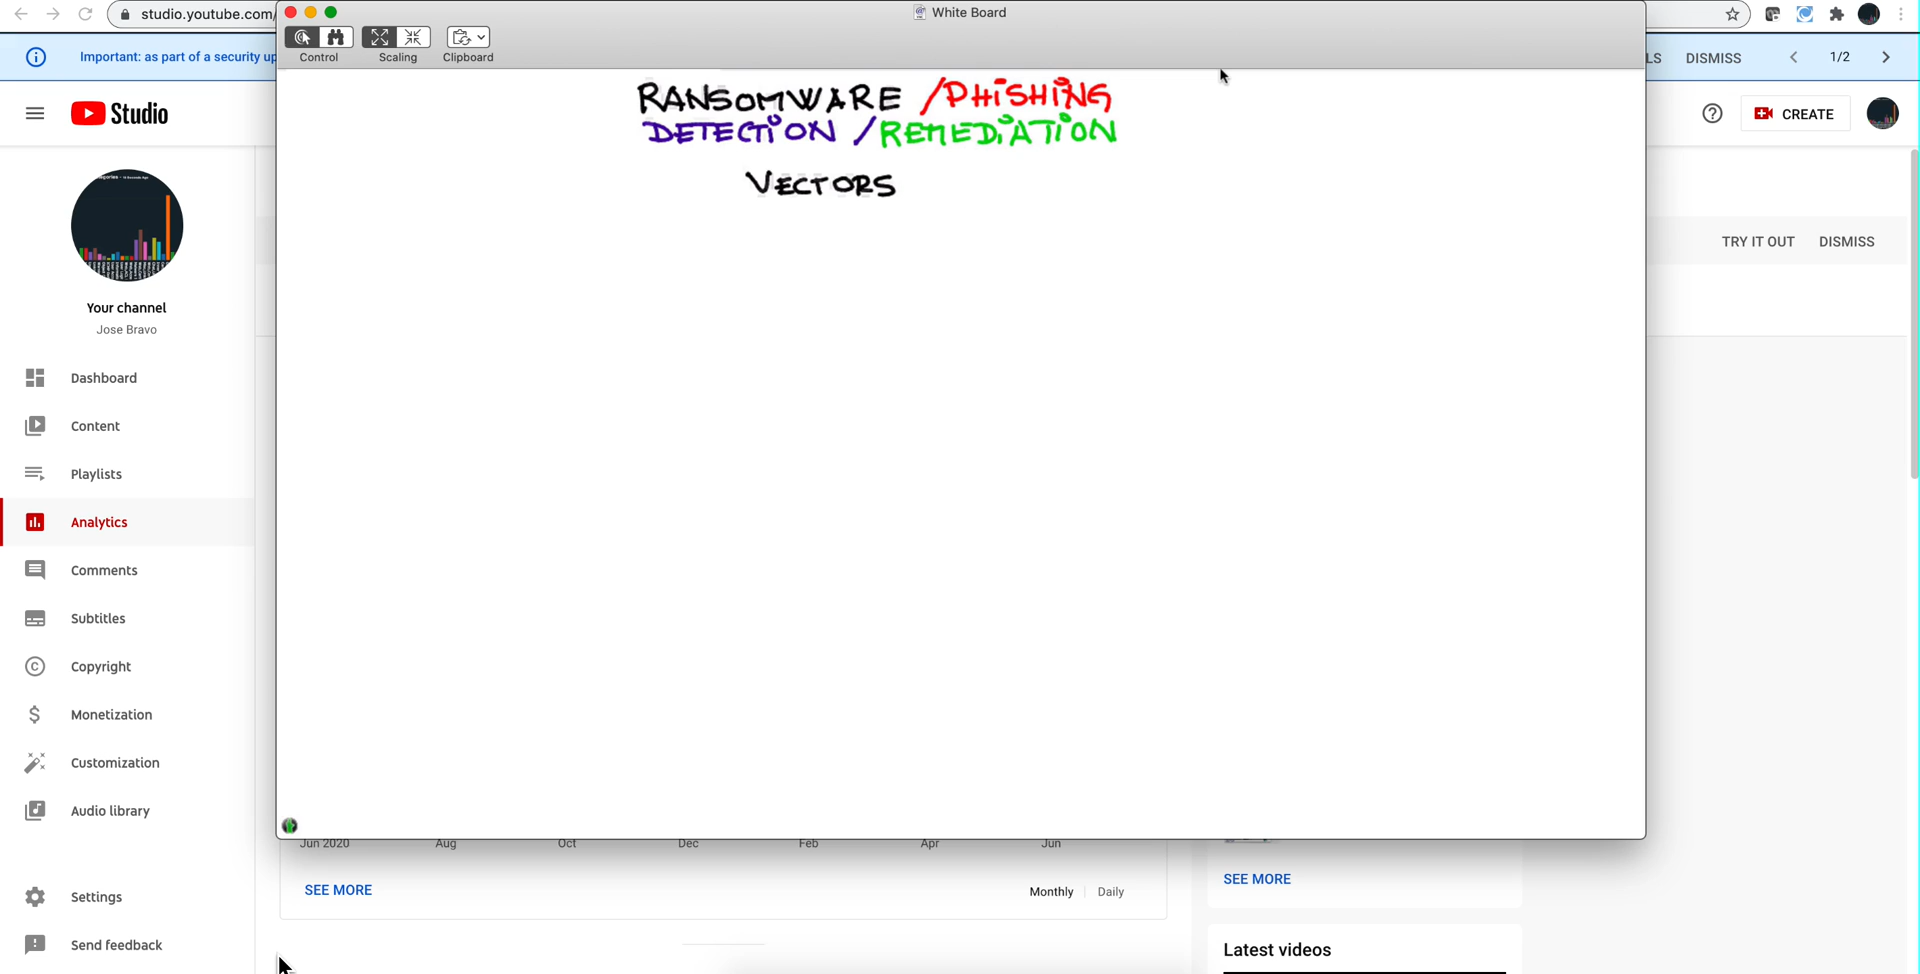 studio.youtube.com/
White Board
Control
Scaling
Clipboard
Important: as part of a security up
LS
DISMISS
1/2
Studio
CREATE
RANSOMWARE /PHISHING
DETECTION /REMEDIATION
VECTORS
TRY IT OUT
DISMISS
Your channel
Jose Bravo
Dashboard
Content
Playlists
Analytics
Comments
Subtitles
Copyright
Monetization
Customization
Audio library
Settings
Send feedback
Jun 2020
Aug
Oct
Dec
Feb
Apr
Jun
SEE MORE
Monthly
Daily
SEE MORE
Latest videos